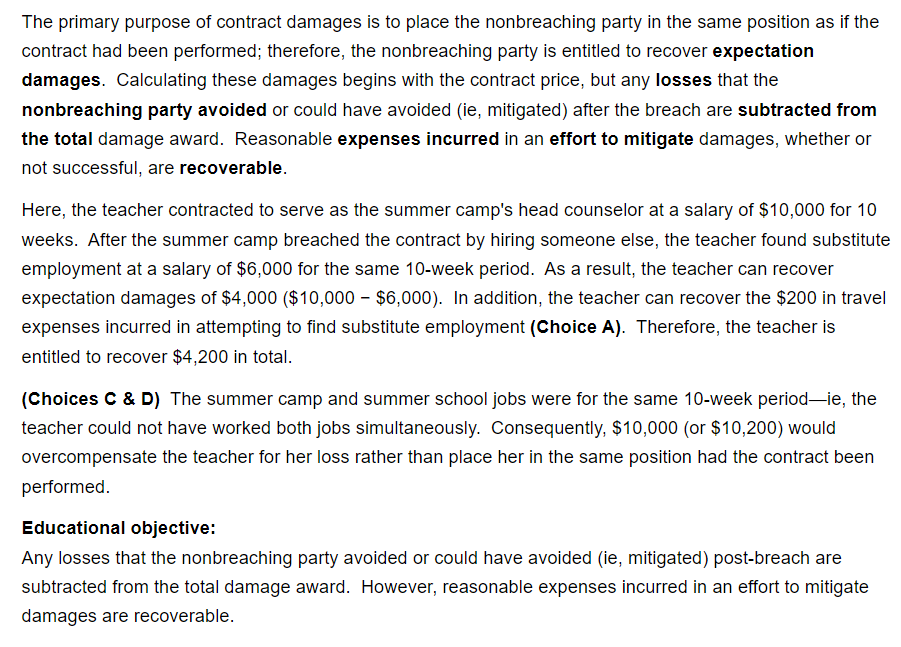 The primary purpose of contract damages is to place the nonbreaching party in the same position as if the
contract had been performed; therefore, the nonbreaching party is entitled to recover expectation
damages.  Calculating these damages begins with the contract price, but any losses that the
nonbreaching party avoided or could have avoided (ie, mitigated) after the breach are subtracted from
the total damage award.  Reasonable expenses incurred in an effort to mitigate damages, whether or
not successful, are recoverable.
Here, the teacher contracted to serve as the summer camp's head counselor at a salary of $10,000 for 10
weeks.  After the summer camp breached the contract by hiring someone else, the teacher found substitute
employment at a salary of $6,000 for the same 10-week period.  As a result, the teacher can recover
expectation damages of $4,000 ($10,000 − $6,000).  In addition, the teacher can recover the $200 in travel
expenses incurred in attempting to find substitute employment (Choice A).  Therefore, the teacher is
entitled to recover $4,200 in total.
(Choices C & D)  The summer camp and summer school jobs were for the same 10-week period—ie, the
teacher could not have worked both jobs simultaneously.  Consequently, $10,000 (or $10,200) would
overcompensate the teacher for her loss rather than place her in the same position had the contract been
performed.
Educational objective:
Any losses that the nonbreaching party avoided or could have avoided (ie, mitigated) post-breach are
subtracted from the total damage award.  However, reasonable expenses incurred in an effort to mitigate
damages are recoverable.